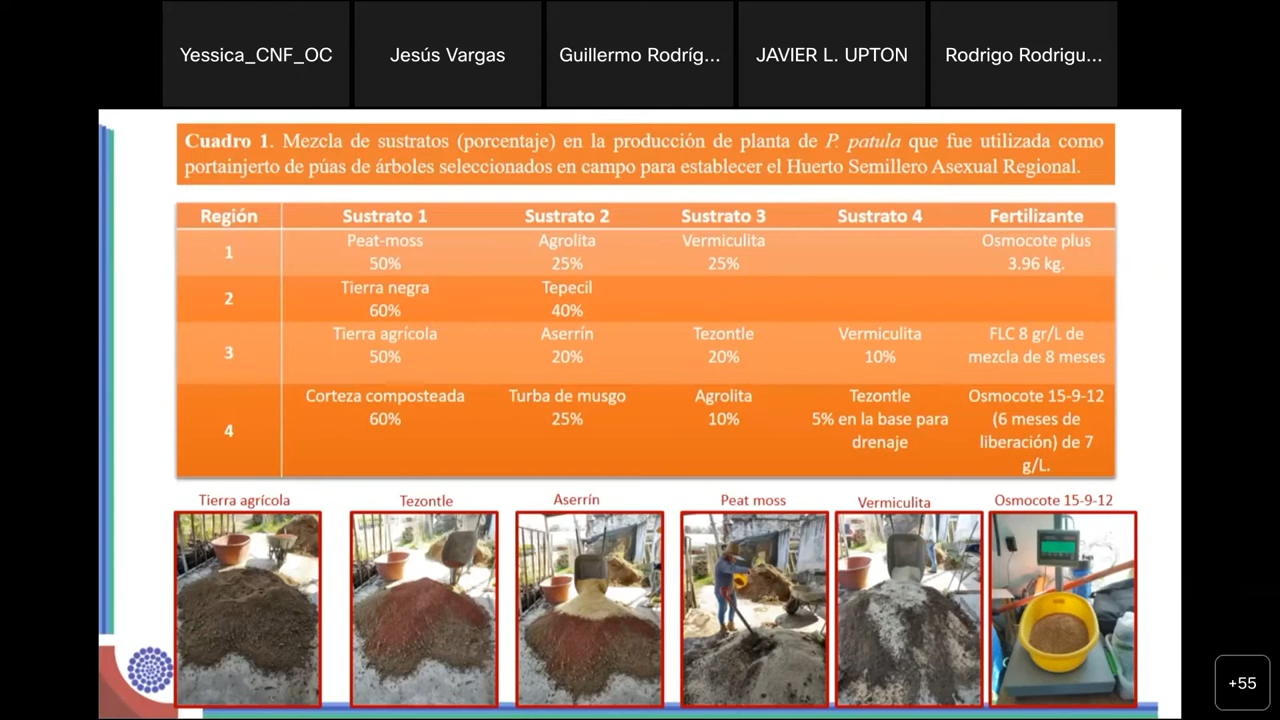 Yessica_CNF_OC
Jesús Vargas
Guillermo Rodríg...
JAVIER L. UPTON
Rodrigo Rodrigu...
Cuadro 1. Mezcla de sustratos (porcentaje) en la producción de planta de P. patula que fue utilizada como
portainjerto de púas de árboles seleccionados en campo para establecer el Huerto Semillero Asexual Regional.
Región Sustrato 1 Sustrato 2 Sustrato 3 Sustrato 4 Fertilizante
1
Peat-moss
50%
Agrolita
25%
Vermiculita
25%
Osmocote plus
3.96 kg.
2
Tierra negra
60%
Tepecil
40%
3
Tierra agrícola
50%
Aserrín
20%
Tezontle
20%
Vermiculita
10%
FLC 8 gr/L de
mezcla de 8 meses
4
Corteza composteada
60%
Turba de musgo
25%
Agrolita
10%
Tezontle
5% en la base para
drenaje
Osmocote 15-9-12
(6 meses de
liberación) de 7
g/L.
Tierra agrícola
Tezontle
Aserrín
Peat moss
Vermiculita
Osmocote 15-9-12
+55